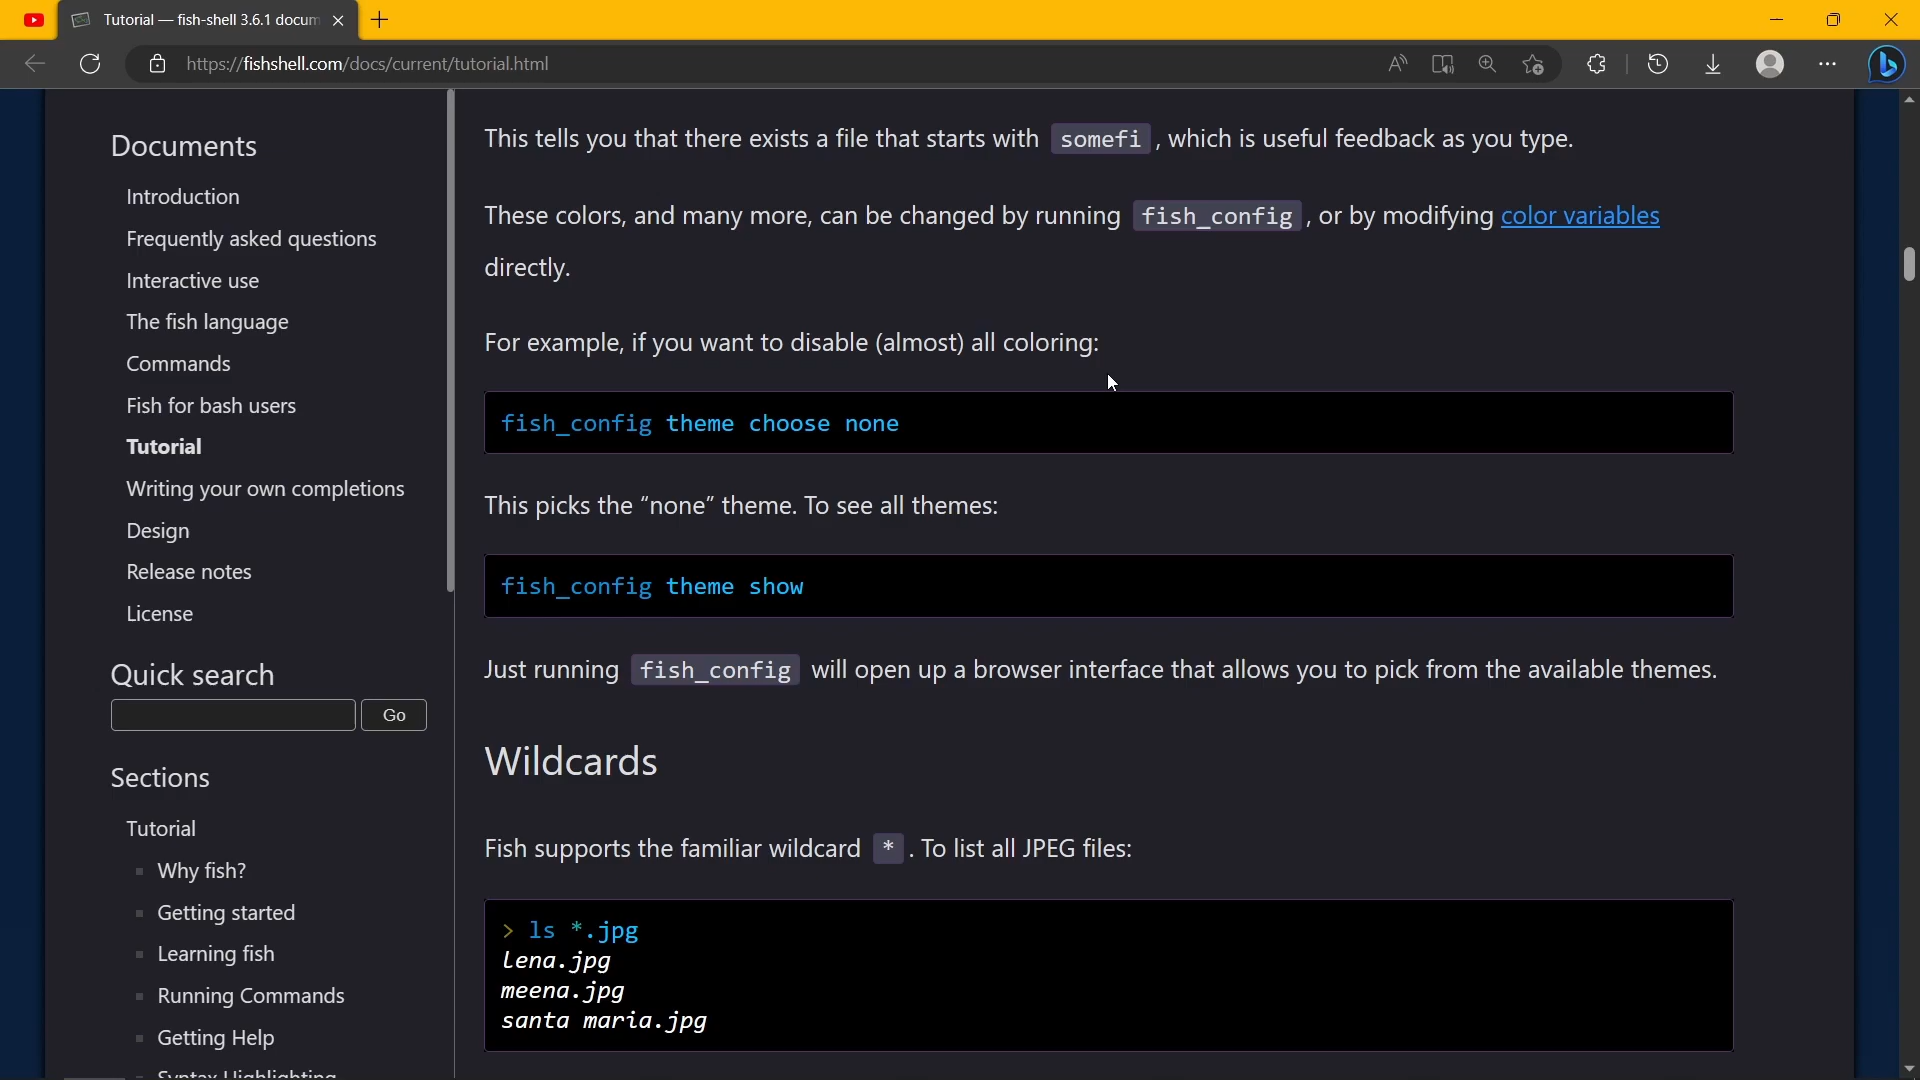 Tutorial — fish-shell 3.6.1 docum
https://fishshell.com/docs/current/tutorial.html
Documents
Introduction
Frequently asked questions
Interactive use
The fish language
Commands
Fish for bash users
Tutorial
Writing your own completions
Design
Release notes
License
Quick search
Go
Sections
Tutorial
Why fish?
Getting started
Learning fish
Running Commands
Getting Help
Syntax Highlighting
This tells you that there exists a file that starts with somefi , which is useful feedback as you type.
These colors, and many more, can be changed by running fish_config , or by modifying color variables
directly.
For example, if you want to disable (almost) all coloring:
fish_config theme choose none
This picks the “none” theme. To see all themes:
fish_config theme show
Just running fish_config will open up a browser interface that allows you to pick from the available themes.
Wildcards
Fish supports the familiar wildcard * . To list all JPEG files:
> ls *.jpg
lena.jpg
meena.jpg
santa maria.jpg